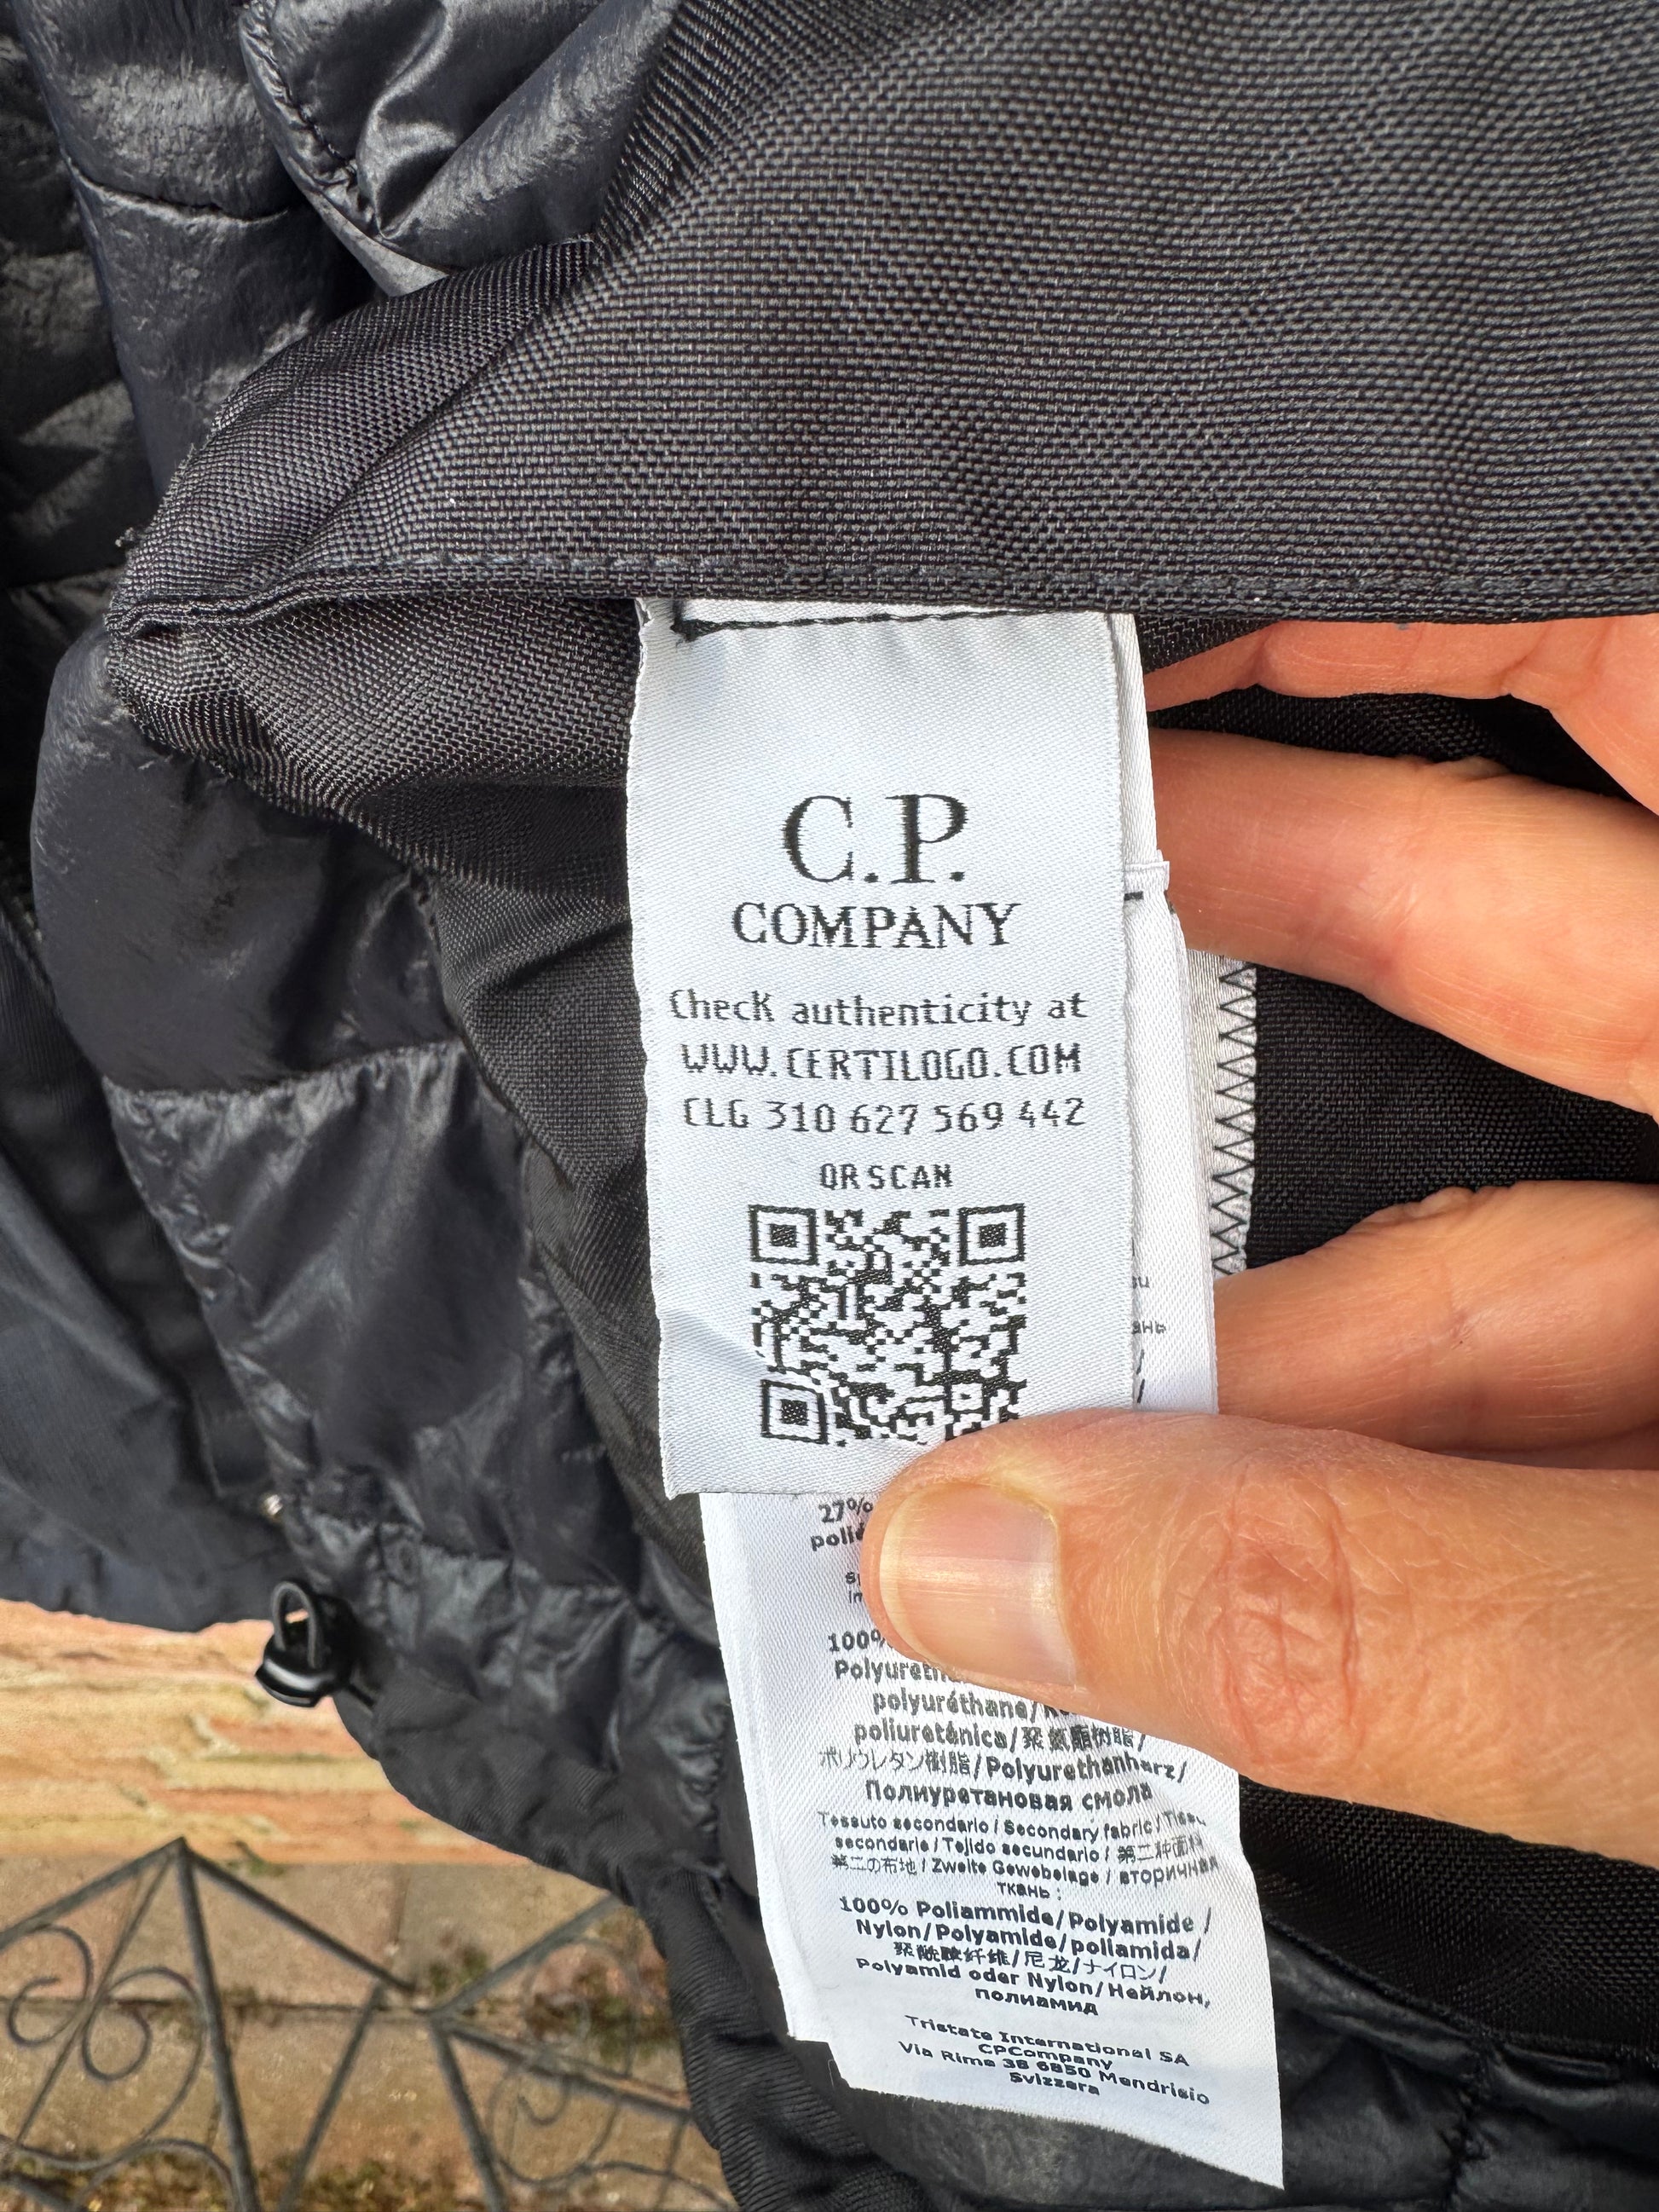 C.P.
COMPANY
Check authenticity at
WWW.CERTILOGO.COM
CLG 310 627 569 442
QR SCAN
27%
100%
polyuréthane/
poliuretánica/聚氨酯树脂/
ポリウレタン樹脂/Polyurethanharz/
Полиуретановая смола
Tessuto secondario / Secondary fabric /
secondarie / Tejido secundario / 第二种面料
第二の布地 / Zweite Gewebelage / вторичная
ткань :
100% Poliammide/Polyamide /
Nylon/Polyamide/poliamida/
聚酰胺纤维/尼龙/ナイロン/
Polyamid oder Nylon/Нейлон,
полиамид
Tristate International SA
CPCompany
Via Rime 38 6850 Mendrisio
Svizzera